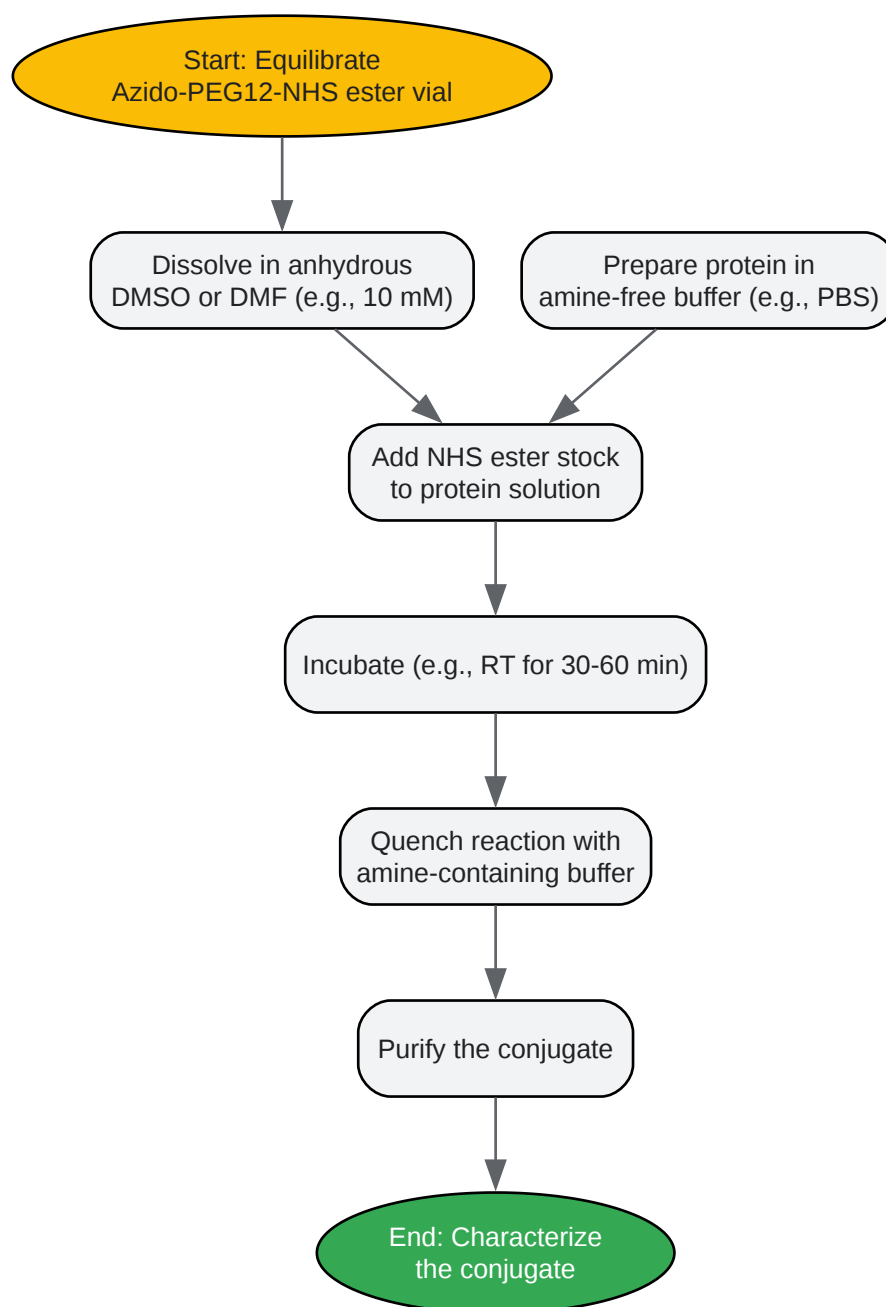 Start: Equilibrate
Azido-PEG12-NHS ester vial
Dissolve in anhydrous
DMSO or DMF (e.g., 10 mM)
Prepare protein in
amine-free buffer (e.g., PBS)
Add NHS ester stock
to protein solution
Incubate (e.g., RT for 30-60 min)
Quench reaction with
amine-containing buffer
Purify the conjugate
End: Characterize
the conjugate